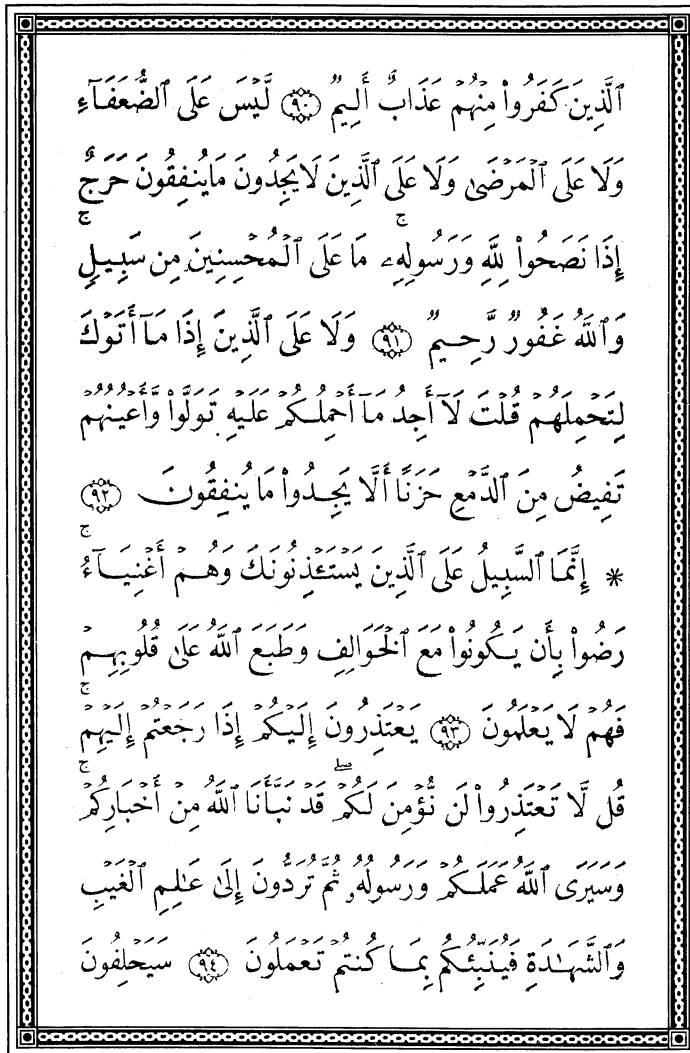 ٱلَّذِينَ كَفَرُوا۟ مِنْهُمْ عَذَابٌ أَلِيمٌ ۝٩٠ لَّيْسَ عَلَى ٱلضُّعَفَآءِ
وَلَا عَلَى ٱلْمَرْضَىٰ وَلَا عَلَى ٱلَّذِينَ لَا يَجِدُونَ مَا يُنفِقُونَ حَرَجٌ
إِذَا نَصَحُوا۟ لِلَّهِ وَرَسُولِهِۦ ۚ مَا عَلَى ٱلْمُحْسِنِينَ مِن سَبِيلٍ ۚ
وَٱللَّهُ غَفُورٌ رَّحِيمٌ ۝٩١ وَلَا عَلَى ٱلَّذِينَ إِذَا مَآ أَتَوْكَ
لِتَحْمِلَهُمْ قُلْتَ لَآ أَجِدُ مَآ أَحْمِلُكُمْ عَلَيْهِ تَوَلَّوا۟ وَّأَعْيُنُهُمْ
تَفِيضُ مِنَ ٱلدَّمْعِ حَزَنًا أَلَّا يَجِدُوا۟ مَا يُنفِقُونَ ۝٩٢
* إِنَّمَا ٱلسَّبِيلُ عَلَى ٱلَّذِينَ يَسْتَـْٔذِنُونَكَ وَهُمْ أَغْنِيَآءُ ۚ
رَضُوا۟ بِأَن يَكُونُوا۟ مَعَ ٱلْخَوَالِفِ وَطَبَعَ ٱللَّهُ عَلَىٰ قُلُوبِهِمْ
فَهُمْ لَا يَعْلَمُونَ ۝٩٣ يَعْتَذِرُونَ إِلَيْكُمْ إِذَا رَجَعْتُمْ إِلَيْهِمْ ۚ
قُل لَّا تَعْتَذِرُوا۟ لَن نُّؤْمِنَ لَكُمْ ۖ قَدْ نَبَّأَنَا ٱللَّهُ مِنْ أَخْبَارِكُمْ ۚ
وَسَيَرَى ٱللَّهُ عَمَلَكُمْ وَرَسُولُهُۥ ثُمَّ تُرَدُّونَ إِلَىٰ عَـٰلِمِ ٱلْغَيْبِ
وَٱلشَّهَـٰدَةِ فَيُنَبِّئُكُم بِمَا كُنتُمْ تَعْمَلُونَ ۝٩٤ سَيَحْلِفُونَ